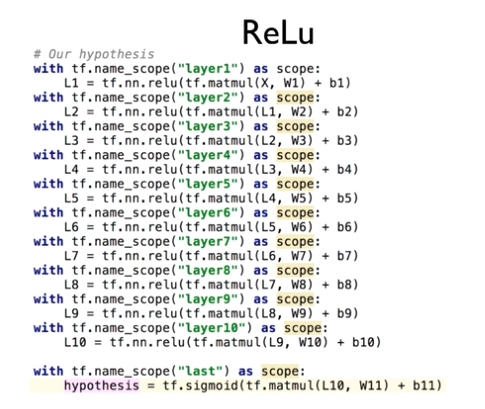 ReLu
# Our hypothesis
with tf.name_scope("layer1") as scope:
    L1 = tf.nn.relu(tf.matmul(X, W1) + b1)
with tf.name_scope("layer2") as scope:
    L2 = tf.nn.relu(tf.matmul(L1, W2) + b2)
with tf.name_scope("layer3") as scope:
    L3 = tf.nn.relu(tf.matmul(L2, W3) + b3)
with tf.name_scope("layer4") as scope:
    L4 = tf.nn.relu(tf.matmul(L3, W4) + b4)
with tf.name_scope("layer5") as scope:
    L5 = tf.nn.relu(tf.matmul(L4, W5) + b5)
with tf.name_scope("layer6") as scope:
    L6 = tf.nn.relu(tf.matmul(L5, W6) + b6)
with tf.name_scope("layer7") as scope:
    L7 = tf.nn.relu(tf.matmul(L6, W7) + b7)
with tf.name_scope("layer8") as scope:
    L8 = tf.nn.relu(tf.matmul(L7, W8) + b8)
with tf.name_scope("layer9") as scope:
    L9 = tf.nn.relu(tf.matmul(L8, W9) + b9)
with tf.name_scope("layer10") as scope:
    L10 = tf.nn.relu(tf.matmul(L9, W10) + b10)
with tf.name_scope("last") as scope:
    hypothesis = tf.sigmoid(tf.matmul(L10, W11) + b11)